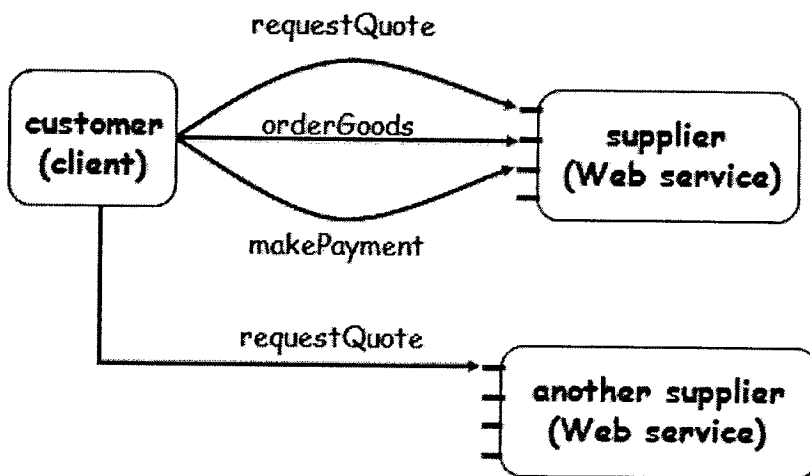 requestQuote
customer
(client)
orderGoods
supplier
(Web service)
makePayment
requestQuote
another supplier
(Web service)